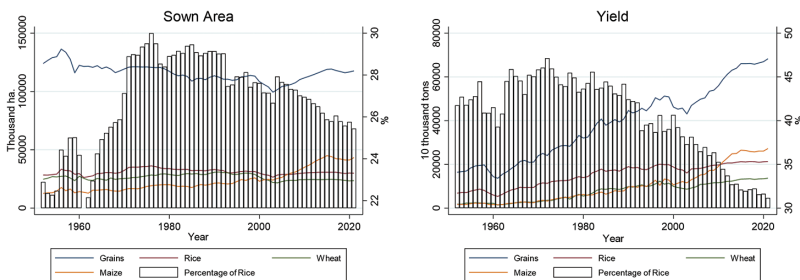 Sown Area
Thousand ha.
150000
100000
50000
0
30
28
26
24
22
%
1960
1980
2000
2020
Year
Grains
Rice
Wheat
Maize
Percentage of Rice
Yield
10 thousand tons
80000
60000
40000
20000
0
50
45
40
35
30
%
1960
1980
2000
2020
Year
Grains
Rice
Wheat
Maize
Percentage of Rice